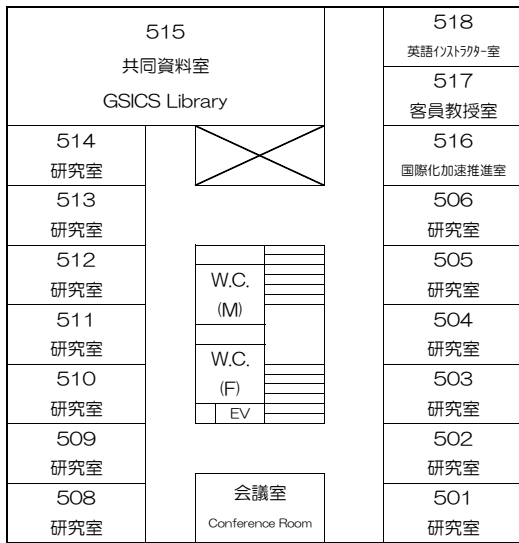 515
共同資料室
GSICS Library
518
英語インストラクター室
517
客員教授室
514
研究室
516
国際化加速推進室
513
研究室
506
研究室
512
研究室
W.C.
(M)
505
研究室
511
研究室
504
研究室
510
研究室
W.C.
(F)
EV
503
研究室
509
研究室
502
研究室
508
研究室
会議室
Conference Room
501
研究室